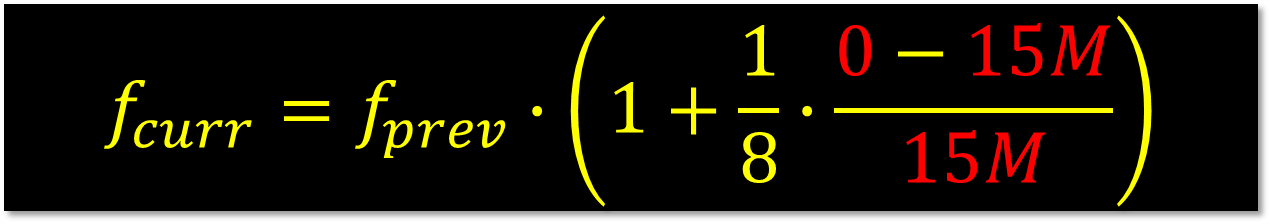 f_curr = f_prev · (1 + 1/8 · (0 − 15M)/15M)